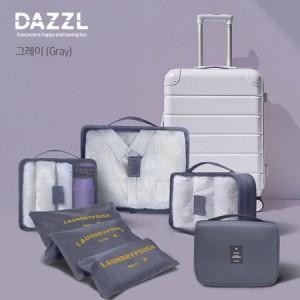 DAZZL
Everyone is happy and having fun
그레이 (Gray)
LAUNDRYPOUCH
LAUNDRYPOUCH
LAUNDRYPOUCH